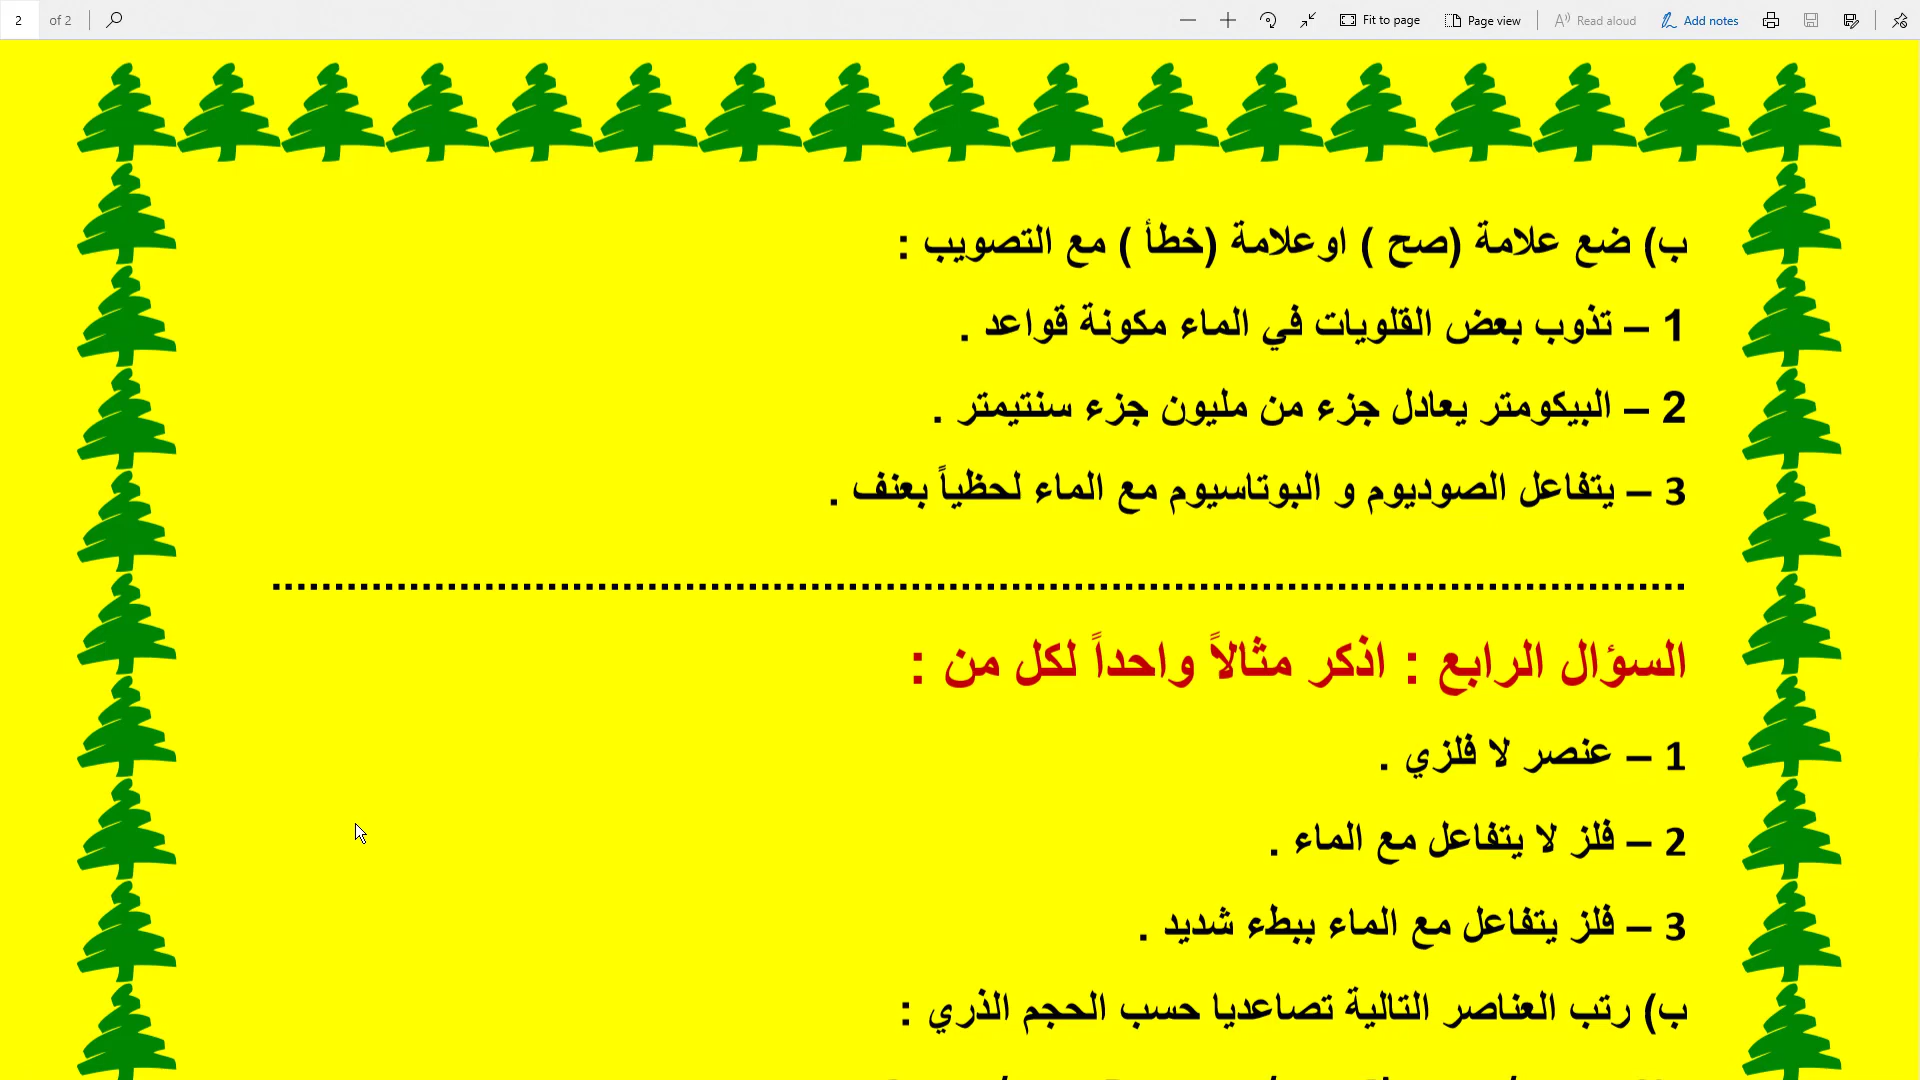 2 of 2 Fit to page Page view Read aloud Add notes
ب) ضع علامة (صح ) اوعلامة (خطأ ) مع التصويب :
1 – تذوب بعض القلويات في الماء مكونة قواعد .
2 – البيكومتر يعادل جزء من مليون جزء سنتيمتر .
3 – يتفاعل الصوديوم و البوتاسيوم مع الماء لحظياً بعنف .
السؤال الرابع : اذكر مثالاً واحداً لكل من :
1 – عنصر لا فلزي .
2 – فلز لا يتفاعل مع الماء .
3 – فلز يتفاعل مع الماء ببطء شديد .
ب) رتب العناصر التالية تصاعديا حسب الحجم الذري :